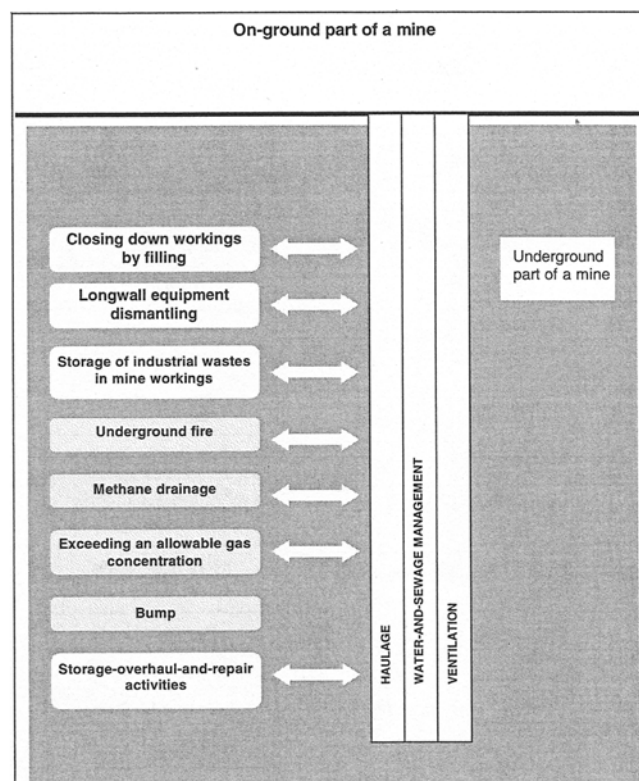 On-ground part of a mine
Closing down workings
by filling
Underground
part of a mine
Longwall equipment
dismantling
Storage of industrial wastes
in mine workings
Underground fire
Methane drainage
Exceeding an allowable gas
concentration
Bump
Storage-overhaul-and-repair
activities
HAULAGE
WATER-AND-SEWAGE MANAGEMENT
VENTILATION